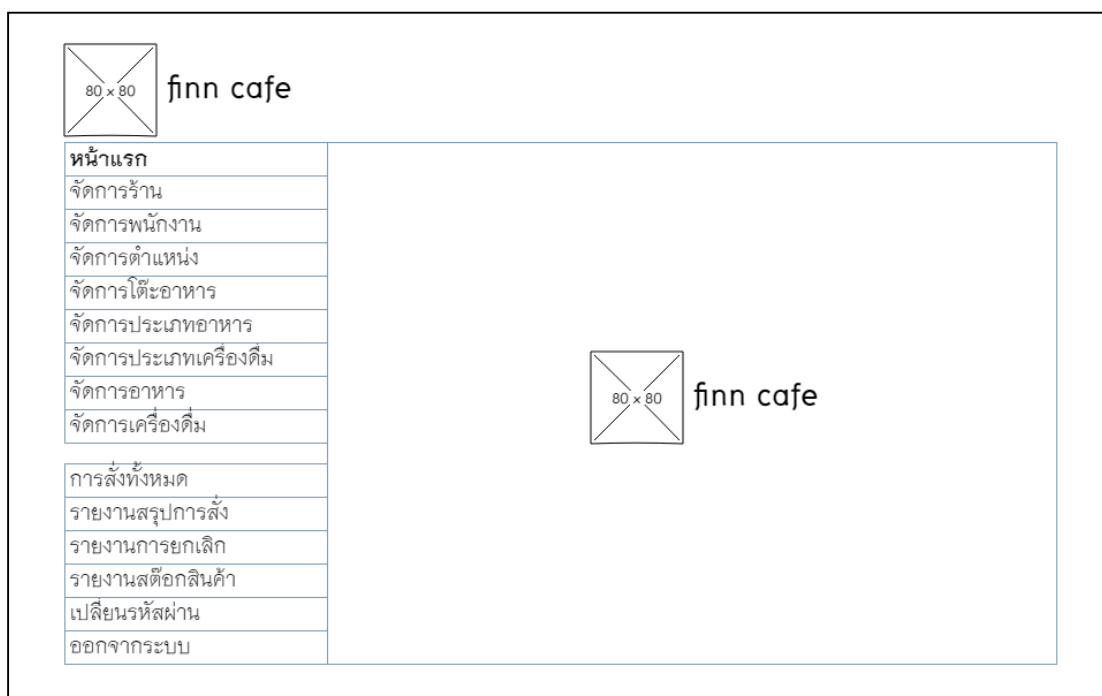 80 x 80
finn cafe
หน้าแรก
จัดการร้าน
จัดการพนักงาน
จัดการตำแหน่ง
จัดการโต๊ะอาหาร
จัดการประเภทอาหาร
จัดการประเภทเครื่องดื่ม
จัดการอาหาร
จัดการเครื่องดื่ม
80 x 80
finn cafe
การสั่งทั้งหมด
รายงานสรุปการสั่ง
รายงานการยกเลิก
รายงานสต๊อกสินค้า
เปลี่ยนรหัสผ่าน
ออกจากระบบ